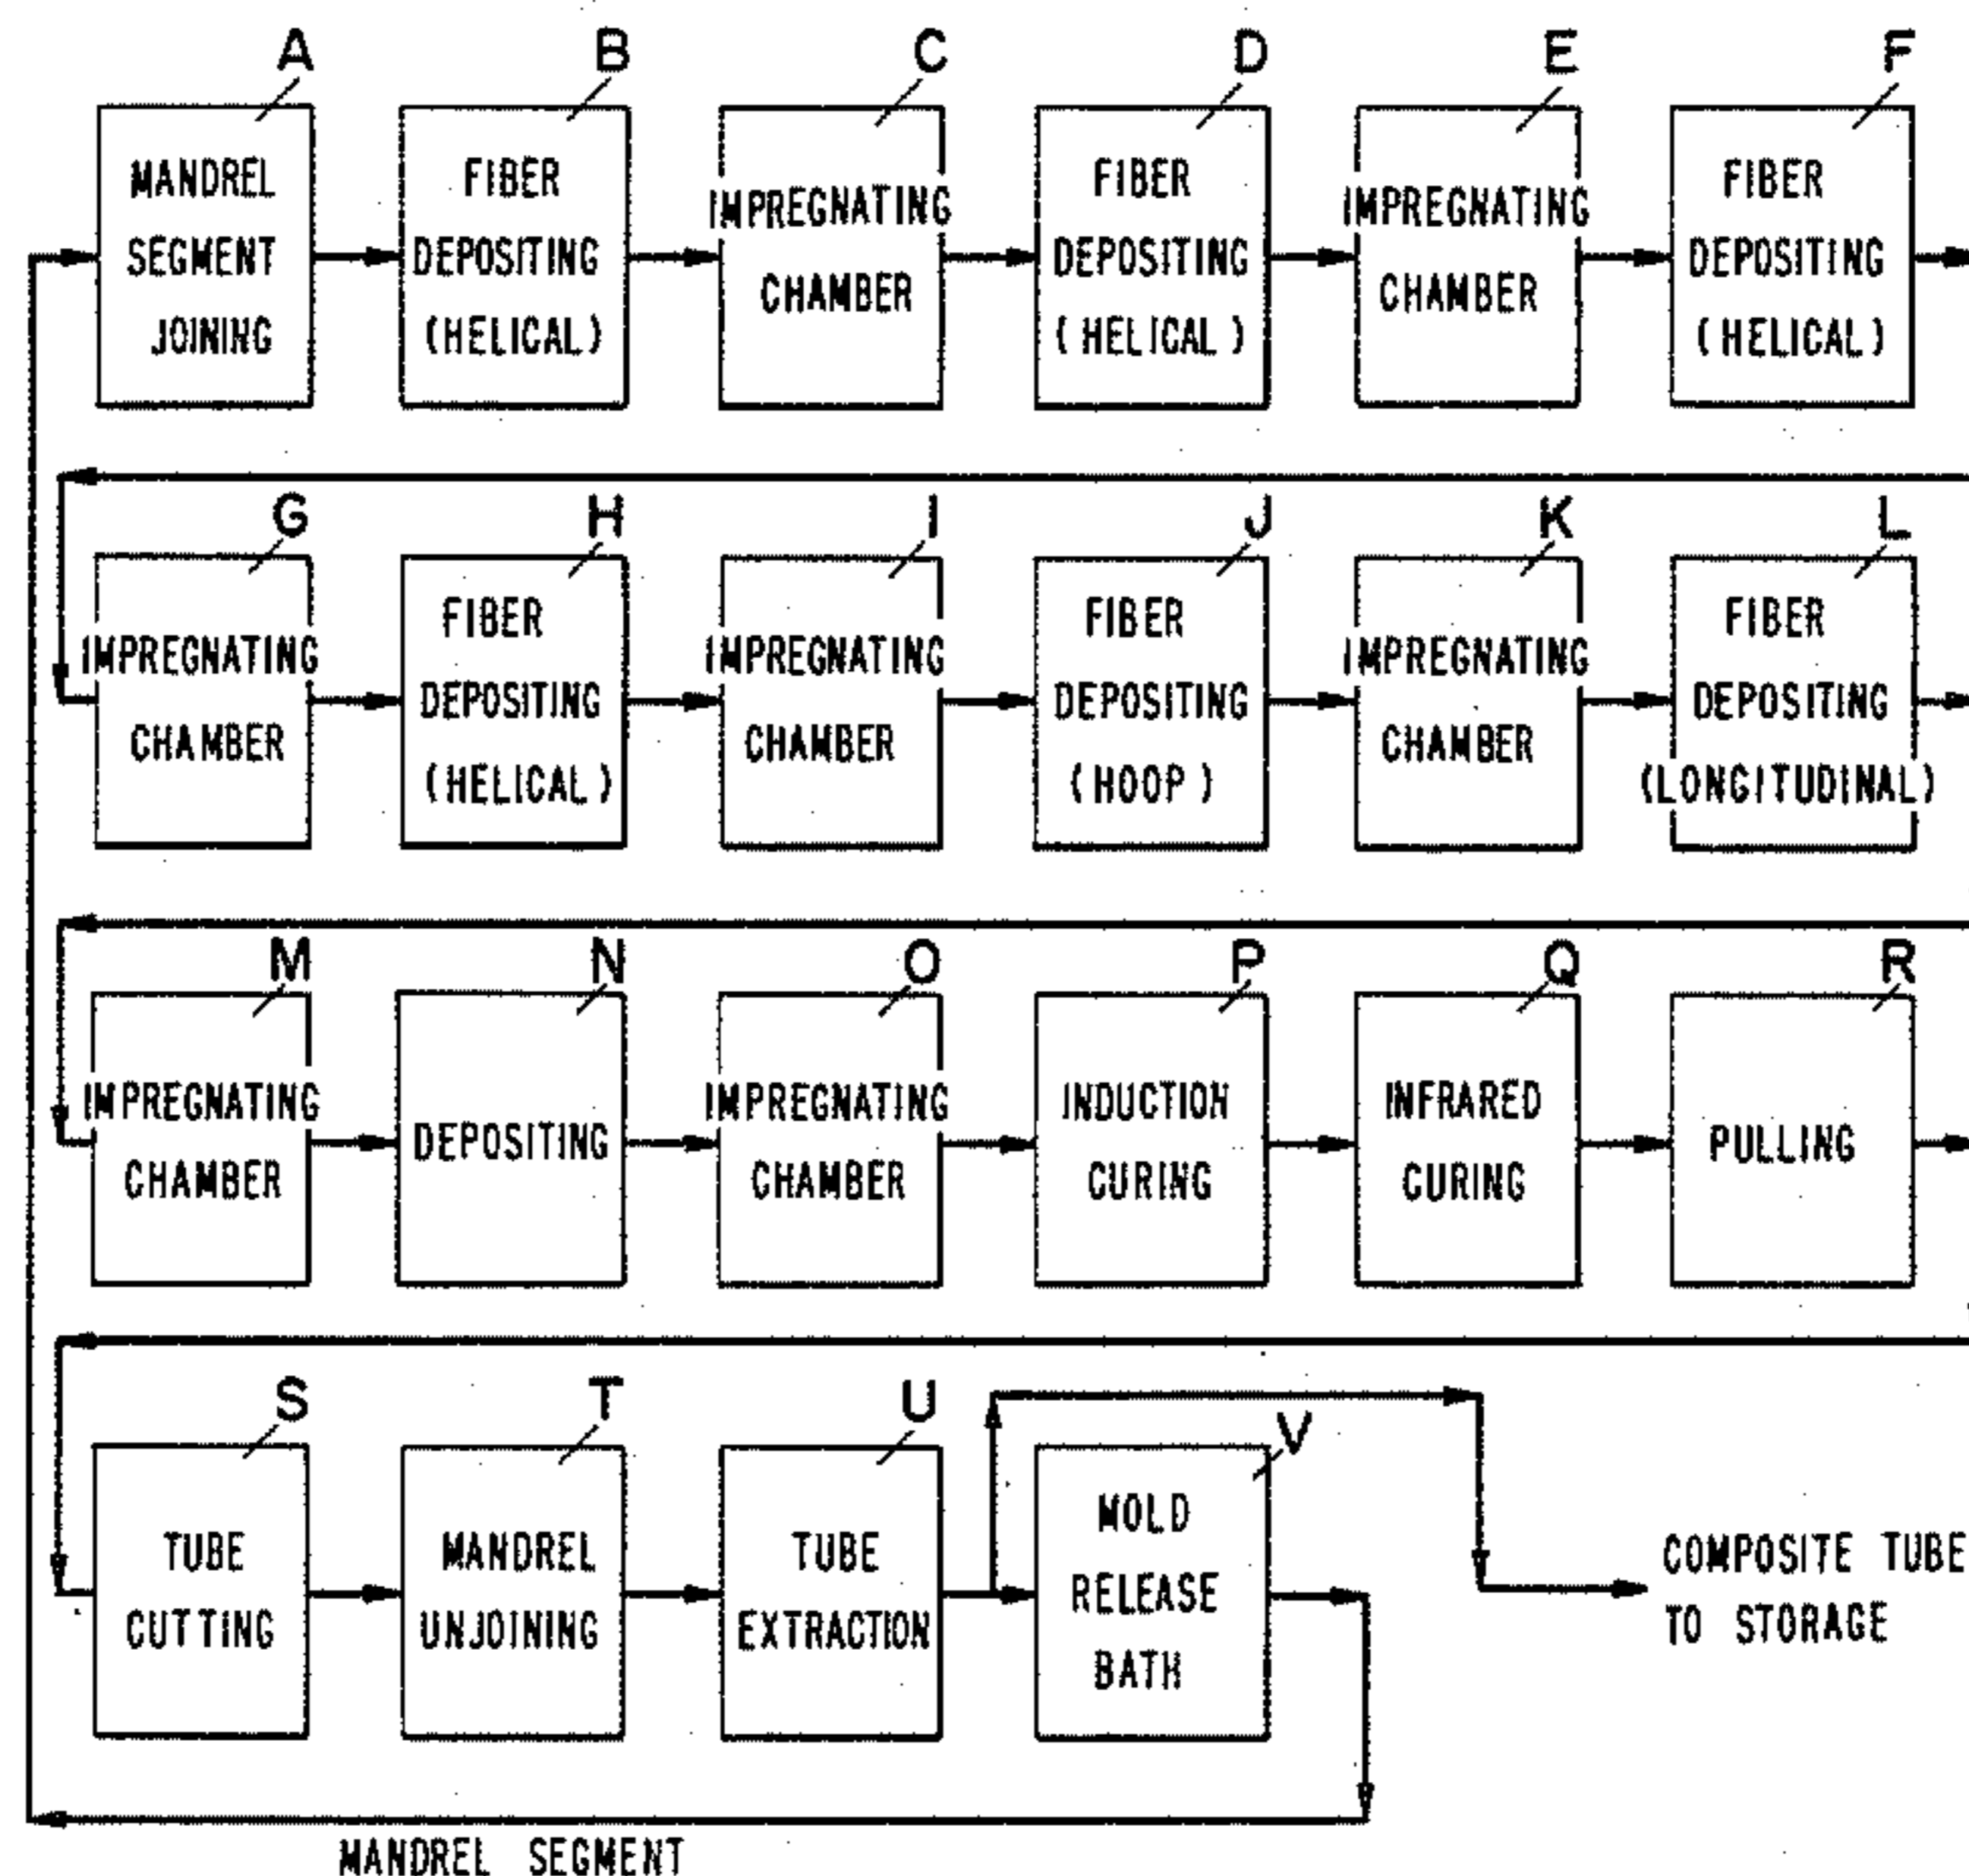 A
MANDREL
SEGMENT
JOINING
B
FIBER
DEPOSITING
(HELICAL)
C
IMPREGNATING
CHAMBER
D
FIBER
DEPOSITING
(HELICAL)
E
IMPREGNATING
CHAMBER
F
FIBER
DEPOSITING
(HELICAL)
G
IMPREGNATING
CHAMBER
H
FIBER
DEPOSITING
(HELICAL)
I
IMPREGNATING
CHAMBER
J
FIBER
DEPOSITING
(HOOP)
K
IMPREGNATING
CHAMBER
L
FIBER
DEPOSITING
(LONGITUDINAL)
M
IMPREGNATING
CHAMBER
N
DEPOSITING
O
IMPREGNATING
CHAMBER
P
INDUCTION
CURING
Q
INFRARED
CURING
R
PULLING
S
TUBE
CUTTING
T
MANDREL
UNJOINING
U
TUBE
EXTRACTION
V
MOLD
RELEASE
BATH
COMPOSITE TUBE
TO STORAGE
MANDREL SEGMENT